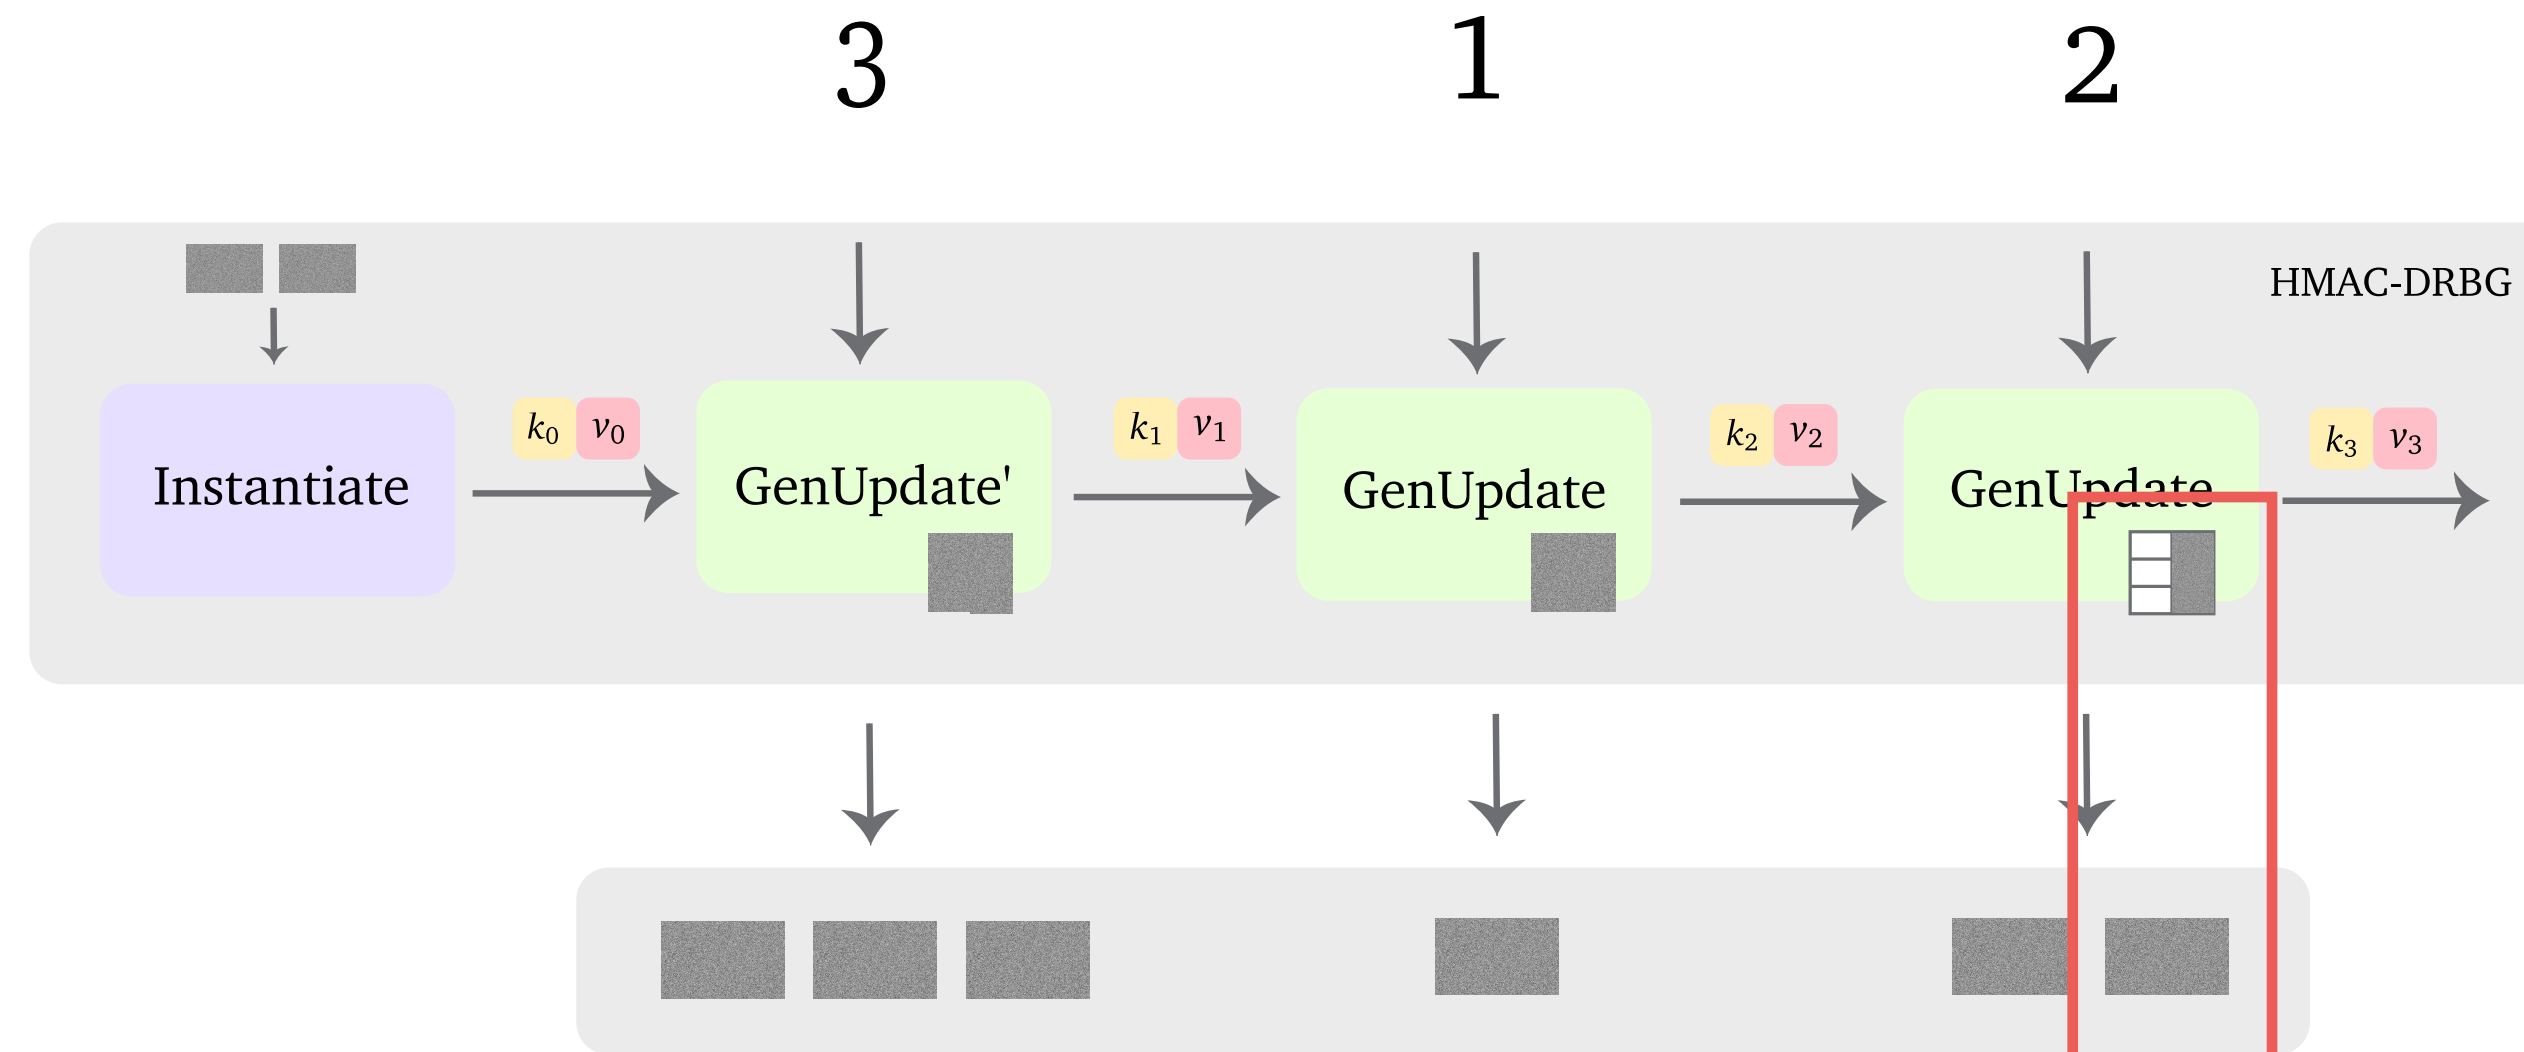 3 1 2
HMAC-DRBG
k₀ v₀ k₁ v₁ k₂ v₂ k₃ v₃
Instantiate GenUpdate' GenUpdate GenUpdate